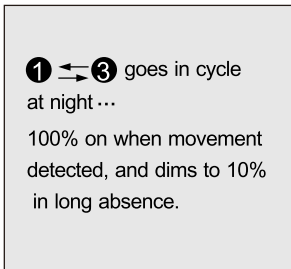 ❶ ⇆ ❸ goes in cycle
at night ···
100% on when movement
detected, and dims to 10%
in long absence.